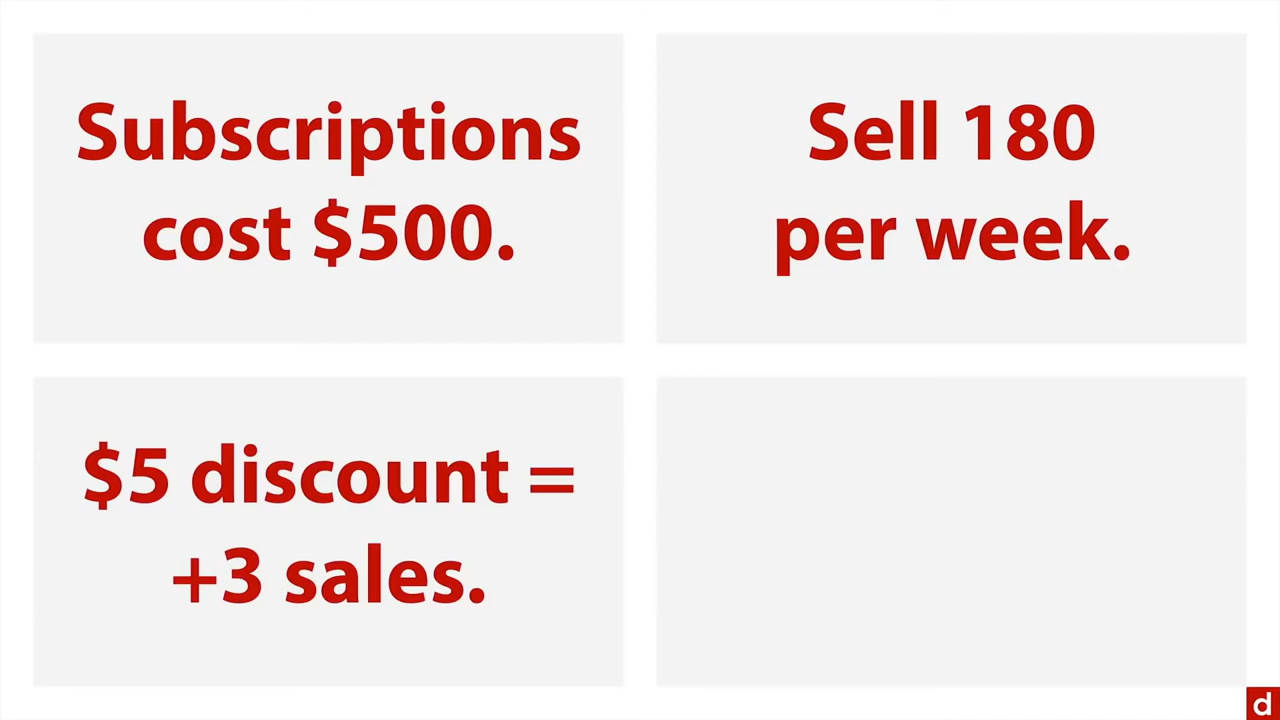 Subscriptions
cost $500.
Sell 180
per week.
$5 discount =
+3 sales.
d